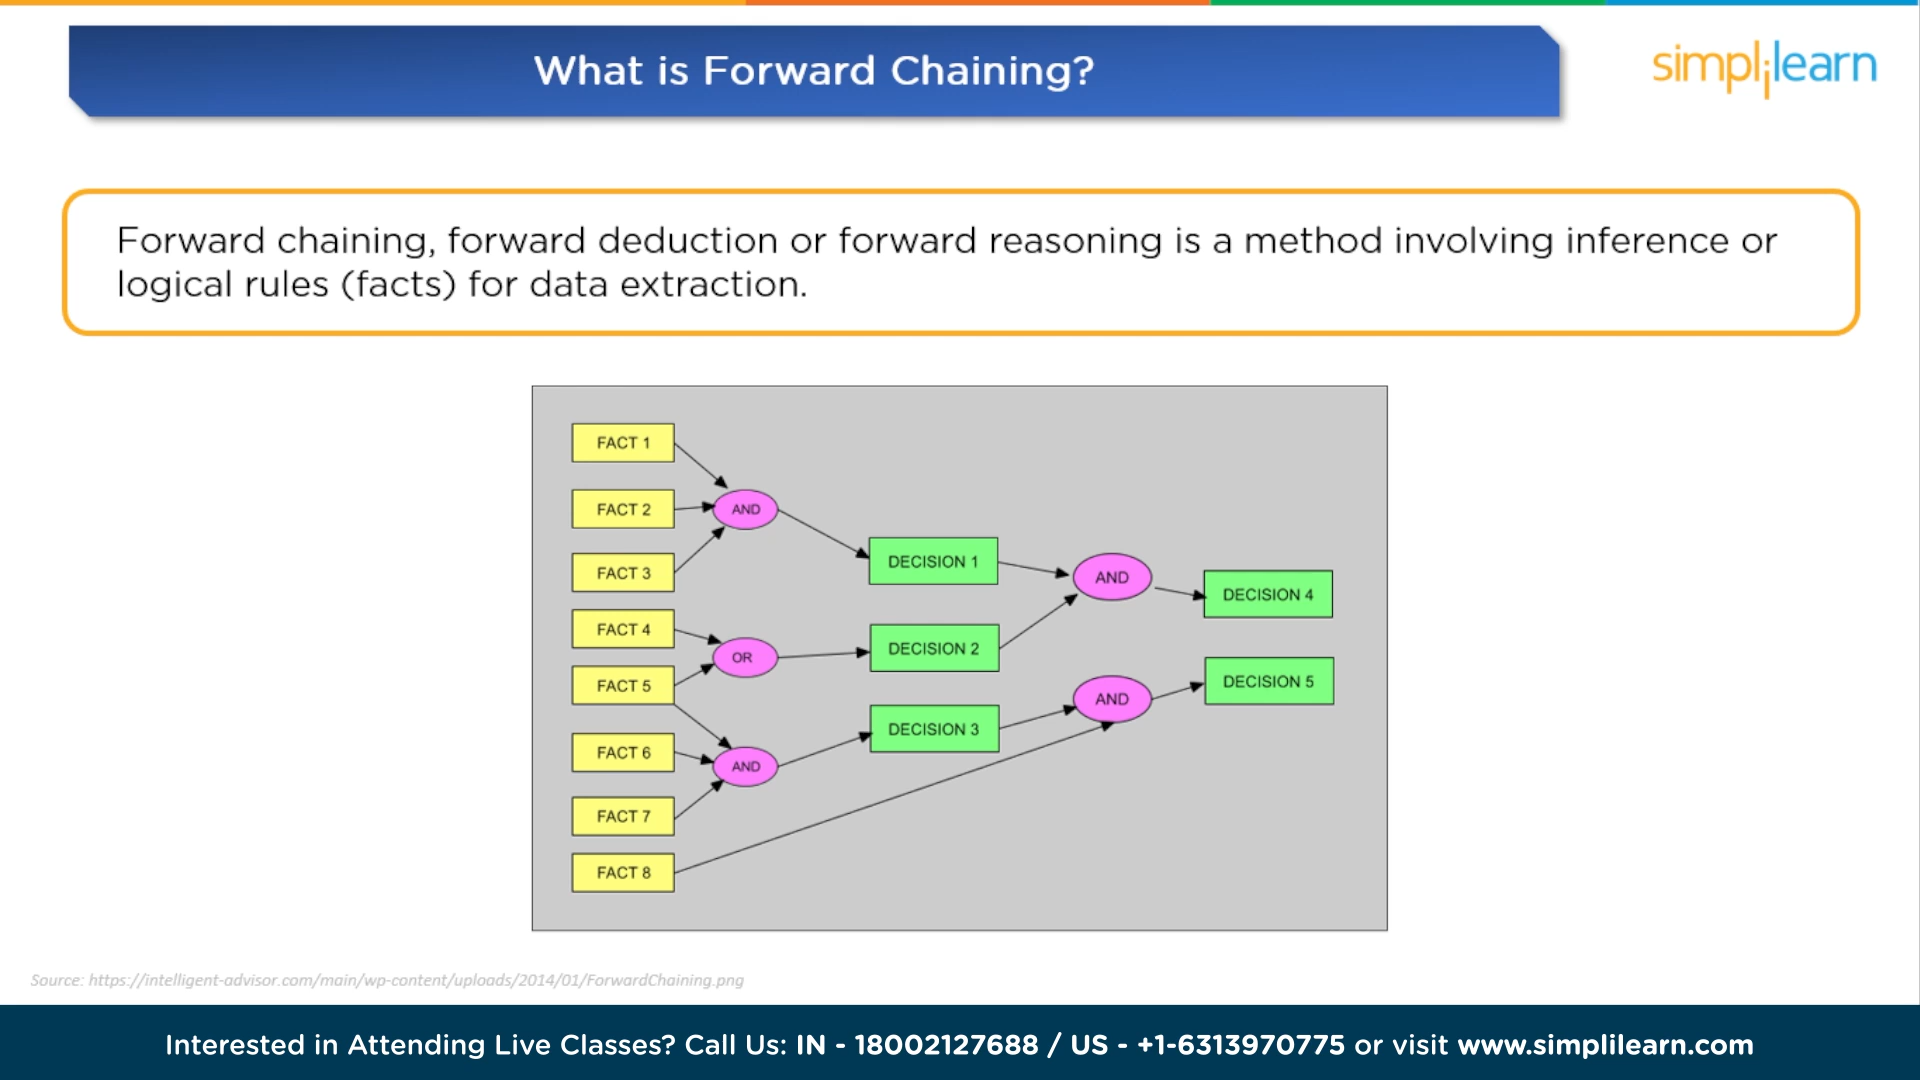 What is Forward Chaining?
simplilearn
Forward chaining, forward deduction or forward reasoning is a method involving inference or
logical rules (facts) for data extraction.
FACT 1
FACT 2
AND
FACT 3
DECISION 1
AND
DECISION 4
FACT 4
OR
DECISION 2
FACT 5
AND
DECISION 5
DECISION 3
FACT 6
AND
FACT 7
FACT 8
Source: https://intelligent-advisor.com/main/wp-content/uploads/2014/01/ForwardChaining.png
Interested in Attending Live Classes? Call Us: IN - 18002127688 / US - +1-6313970775 or visit www.simplilearn.com